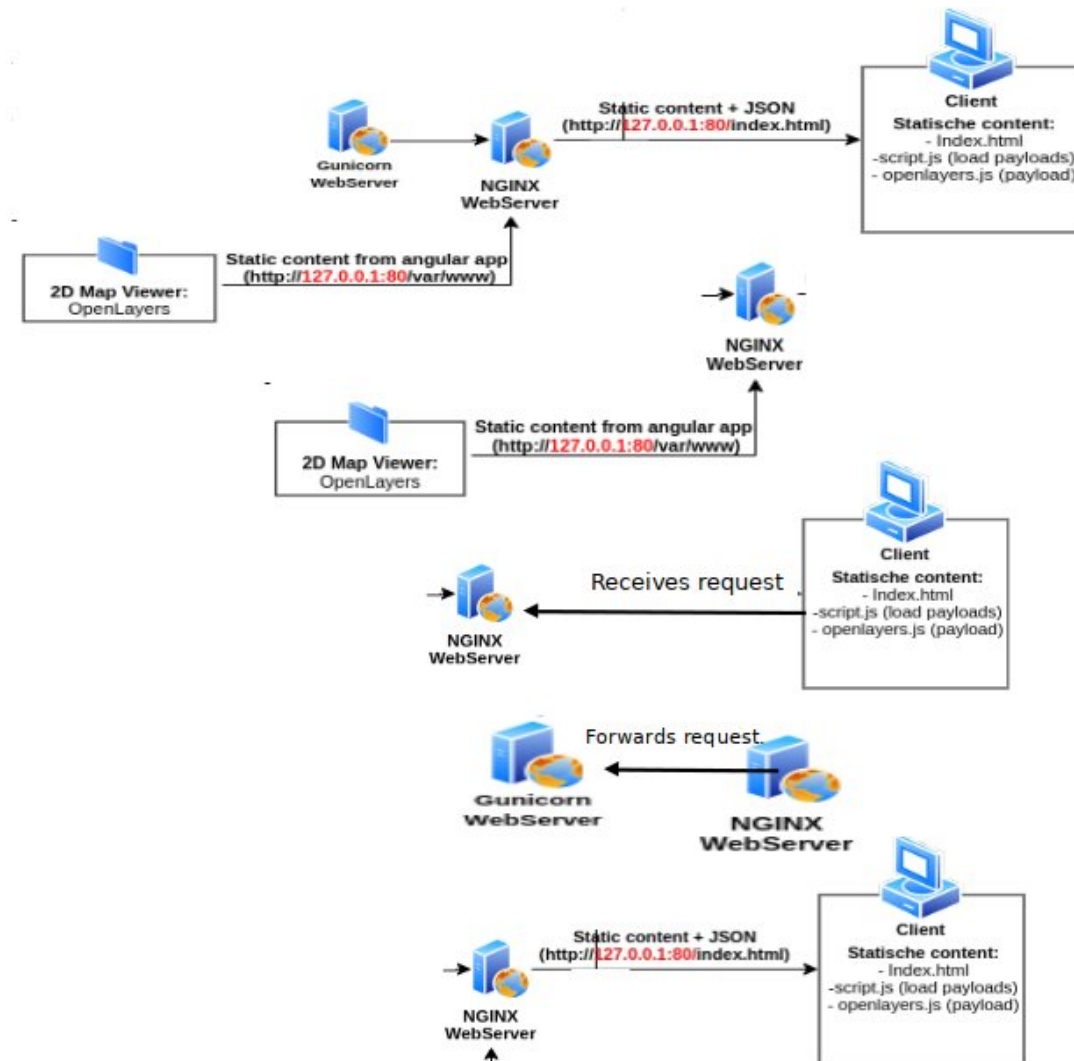 Client
Statische content:
- Index.html
-script.js (load payloads)
- openlayers.js (payload)
Static content + JSON
(http://127.0.0.1:80/index.html)
Gunicorn
WebServer
NGINX
WebServer
Static content from angular app
(http://127.0.0.1:80/var/www)
2D Map Viewer:
OpenLayers
NGINX
WebServer
Static content from angular app
(http://127.0.0.1:80/var/www)
2D Map Viewer:
OpenLayers
Client
Statische content:
- Index.html
-script.js (load payloads)
- openlayers.js (payload)
Receives request
NGINX
WebServer
Forwards request.
Gunicorn
WebServer
NGINX
WebServer
Client
Statische content:
- Index.html
-script.js (load payloads)
- openlayers.js (payload)
Static content + JSON
(http://127.0.0.1:80/index.html)
NGINX
WebServer